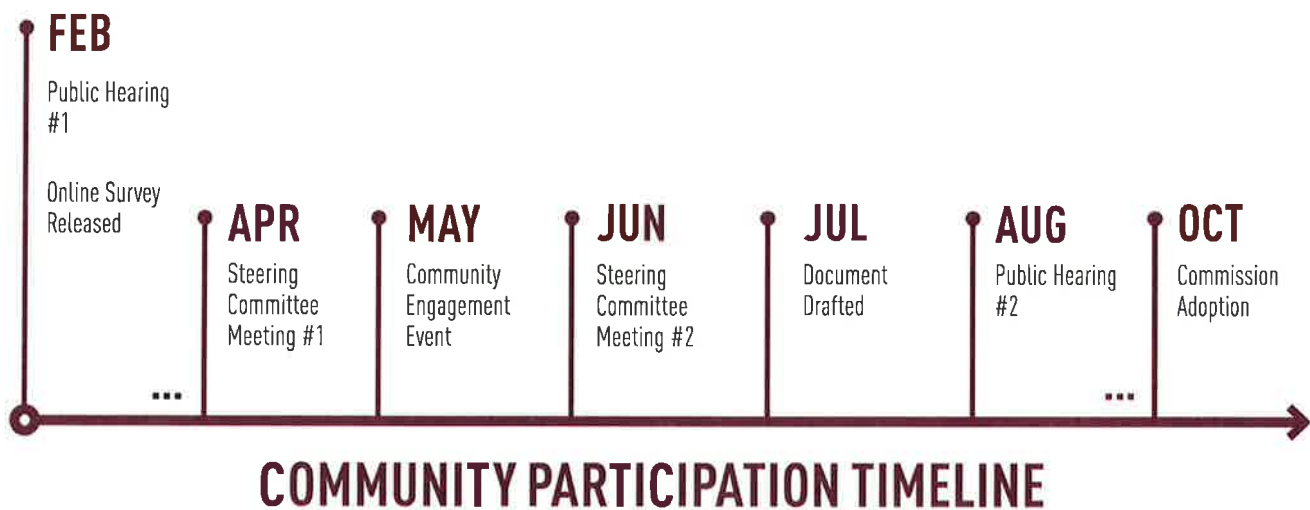 FEB
Public Hearing
#1
Online Survey
Released
APR
Steering
Committee
Meeting #1
MAY
Community
Engagement
Event
JUN
Steering
Committee
Meeting #2
JUL
Document
Drafted
AUG
Public Hearing
#2
OCT
Commission
Adoption
...
...
COMMUNITY PARTICIPATION TIMELINE